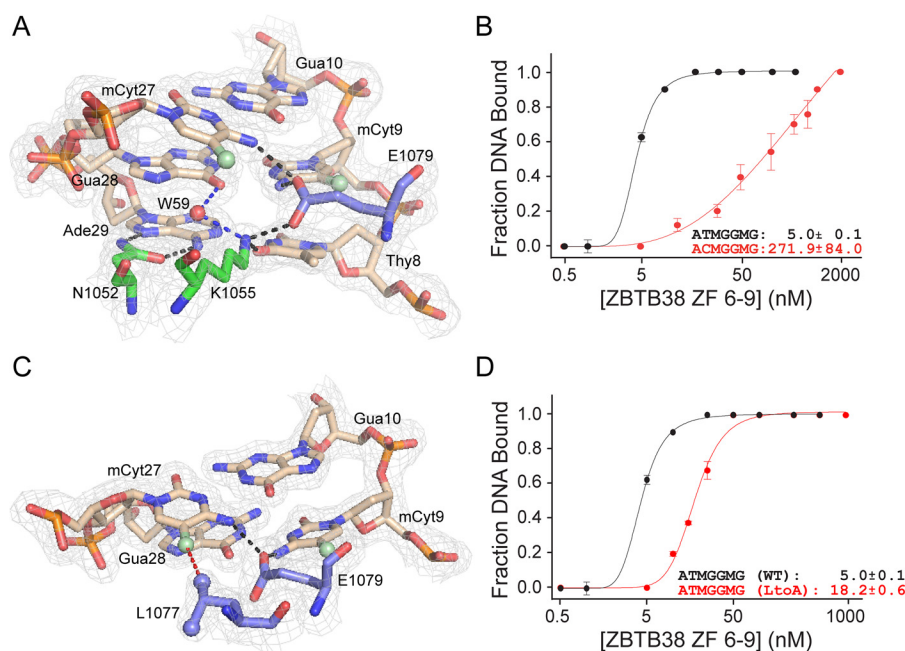 A
Gua10
mCyt27
mCyt9
E1079
Gua28
W59
Ade29
N1052
K1055
Thy8
B
Fraction DNA Bound
1.0
0.8
0.6
0.4
0.2
0.0
ATMGGMG: 5.0± 0.1
ACMGGMG:271.9±84.0
0.5 5 50 2000
[ZBTB38 ZF 6-9] (nM)
C
Gua10
mCyt27
mCyt9
Gua28
E1079
L1077
D
Fraction DNA Bound
1.0
0.8
0.6
0.4
0.2
0.0
ATMGGMG (WT): 5.0±0.1
ATMGGMG (LtoA): 18.2±0.6
0.5 5 50 1000
[ZBTB38 ZF 6-9] (nM)